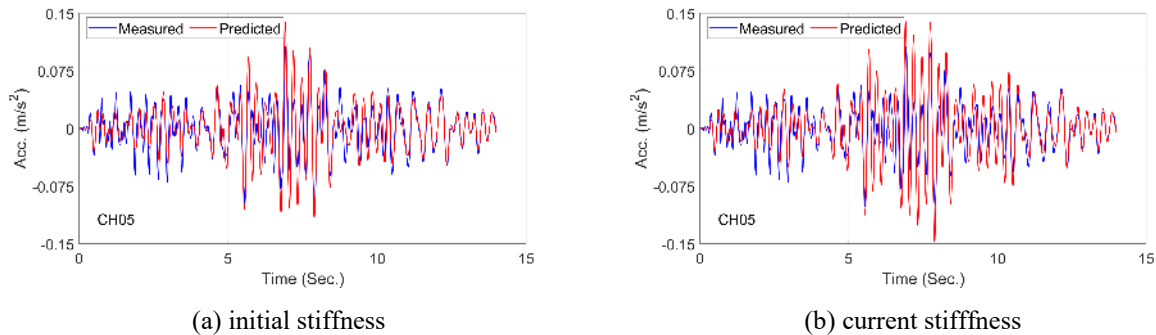 0.15
Measured
Predicted
0.075
0
-0.075
-0.15
Acc. (m/s²)
CH05
0
5
10
15
Time (Sec.)
(a) initial stiffness
0.15
Measured
Predicted
0.075
0
-0.075
-0.15
Acc. (m/s²)
CH05
0
5
10
15
Time (Sec.)
(b) current stifffness